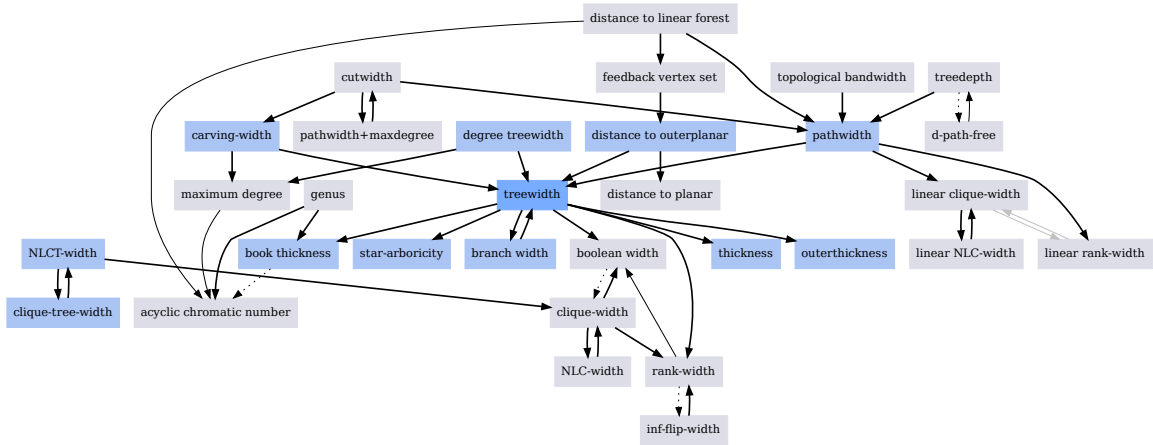 distance to linear forest
cutwidth
feedback vertex set
topological bandwidth
treedepth
carving-width
pathwidth+maxdegree
degree treewidth
distance to outerplanar
pathwidth
d-path-free
maximum degree
genus
treewidth
distance to planar
linear clique-width
NLCT-width
book thickness
star-arboricity
branch width
boolean width
thickness
outerthickness
linear NLC-width
linear rank-width
clique-tree-width
acyclic chromatic number
clique-width
NLC-width
rank-width
inf-flip-width